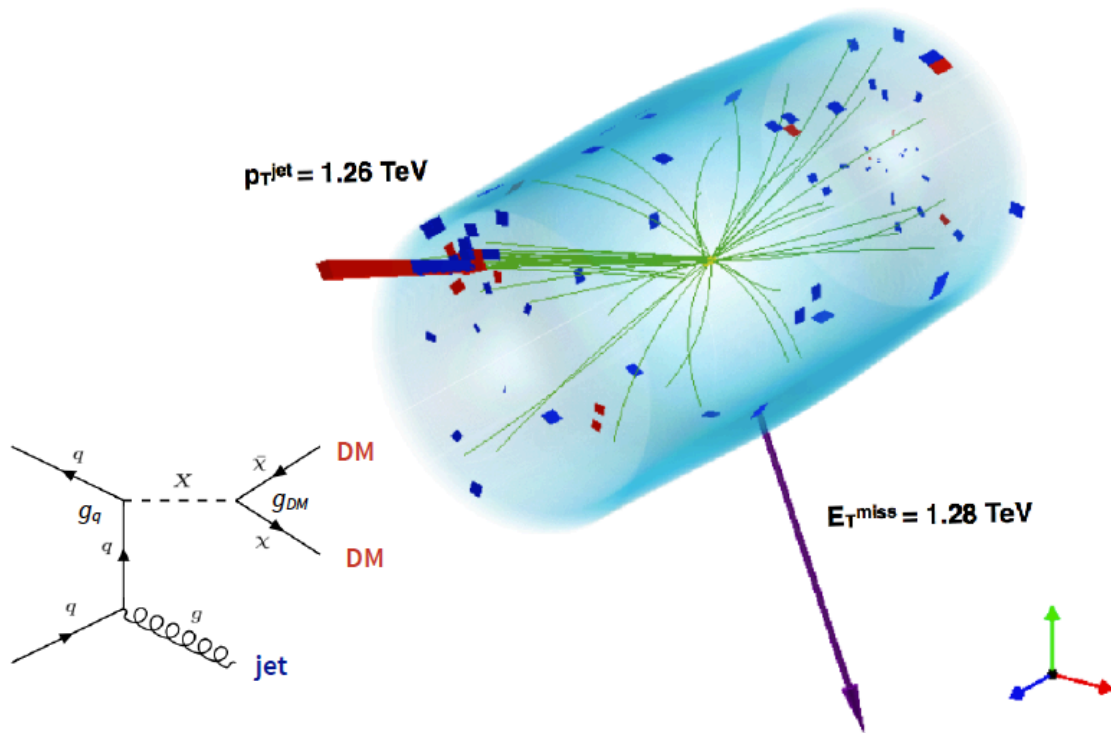 pTjet = 1.26 TeV
ETmiss = 1.28 TeV
q
X
χ̄
DM
gq
gDM
q
χ
DM
q
g
jet